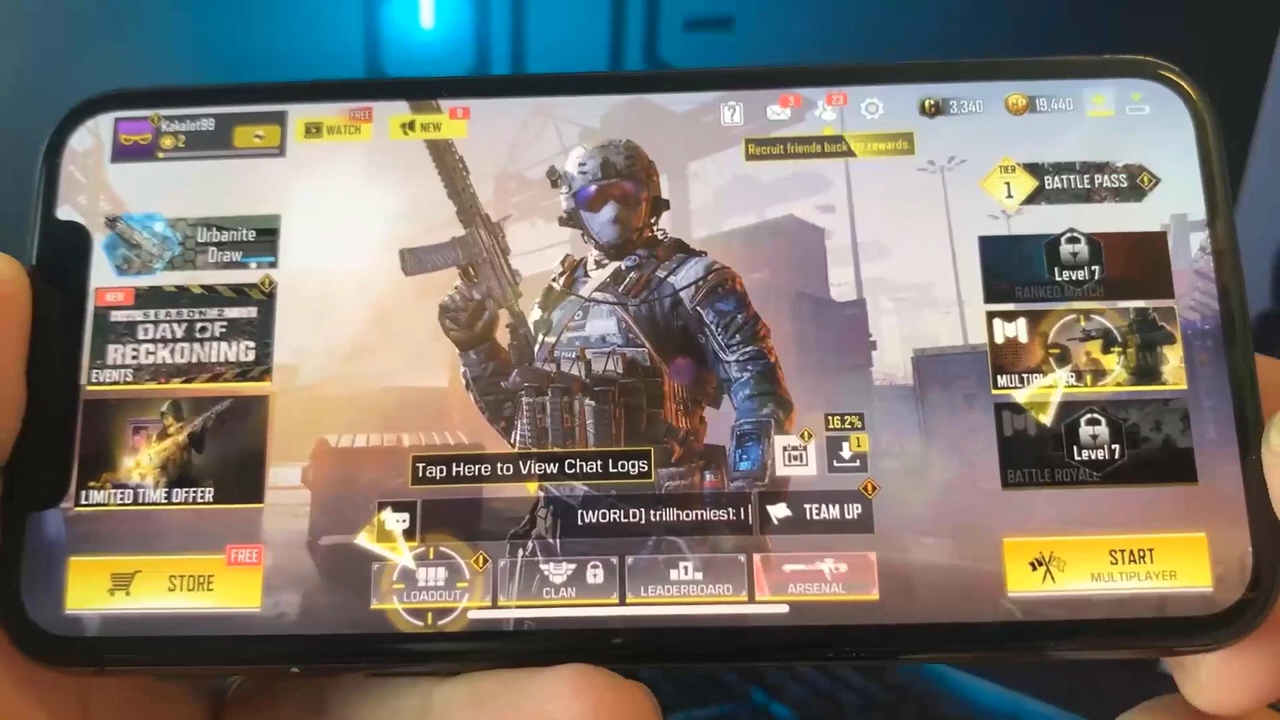 Kakalot99
2
WATCH
FREE
NEW
9
?
3
23
3,340
CP
19,440
Recruit friends back for rewards.
TIER
1
BATTLE PASS
Urbanite
Draw
Level 7
RANKED MATCH
NEW
SEASON 2
DAY OF
RECKONING
EVENTS
MULTIPLAYER
LIMITED TIME OFFER
Level 7
BATTLE ROYALE
16.2%
1
Tap Here to View Chat Logs
[WORLD] trillhomies1: I
TEAM UP
FREE
STORE
LOADOUT
CLAN
LEADERBOARD
ARSENAL
START
MULTIPLAYER